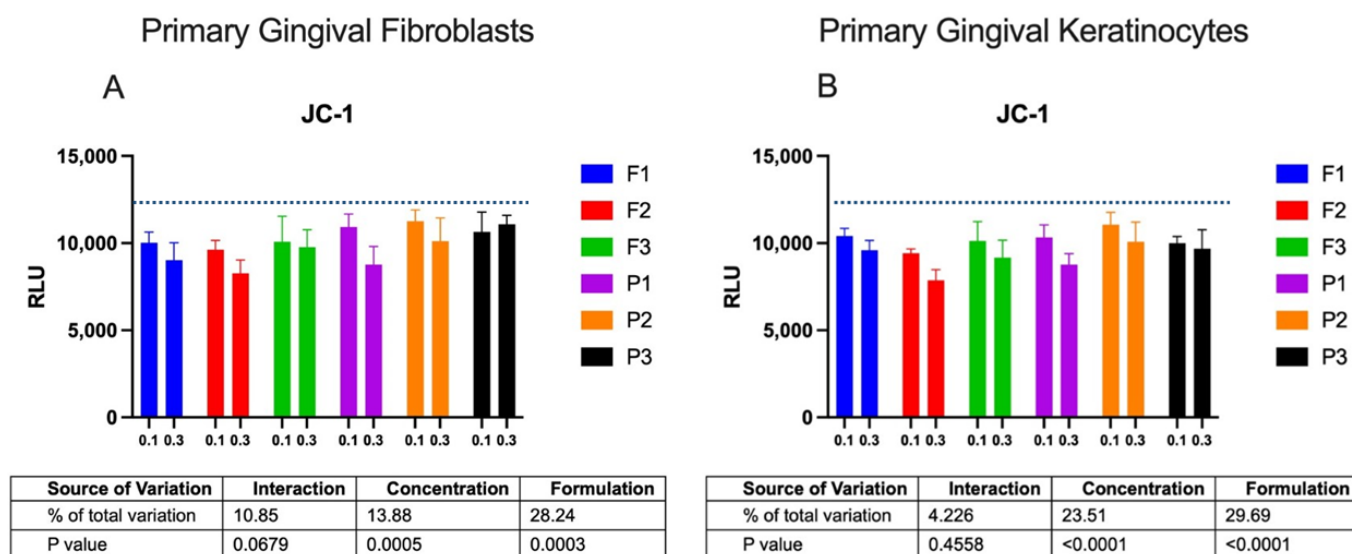 Primary Gingival Fibroblasts
A
JC-1
15,000
10,000
5,000
0
RLU
0.1 0.3 0.1 0.3 0.1 0.3 0.1 0.3 0.1 0.3 0.1 0.3
F1
F2
F3
P1
P2
P3
Source of Variation Interaction Concentration Formulation
% of total variation 10.85 13.88 28.24
P value 0.0679 0.0005 0.0003
Primary Gingival Keratinocytes
B
JC-1
15,000
10,000
5,000
0
RLU
0.1 0.3 0.1 0.3 0.1 0.3 0.1 0.3 0.1 0.3 0.1 0.3
F1
F2
F3
P1
P2
P3
Source of Variation Interaction Concentration Formulation
% of total variation 4.226 23.51 29.69
P value 0.4558 <0.0001 <0.0001